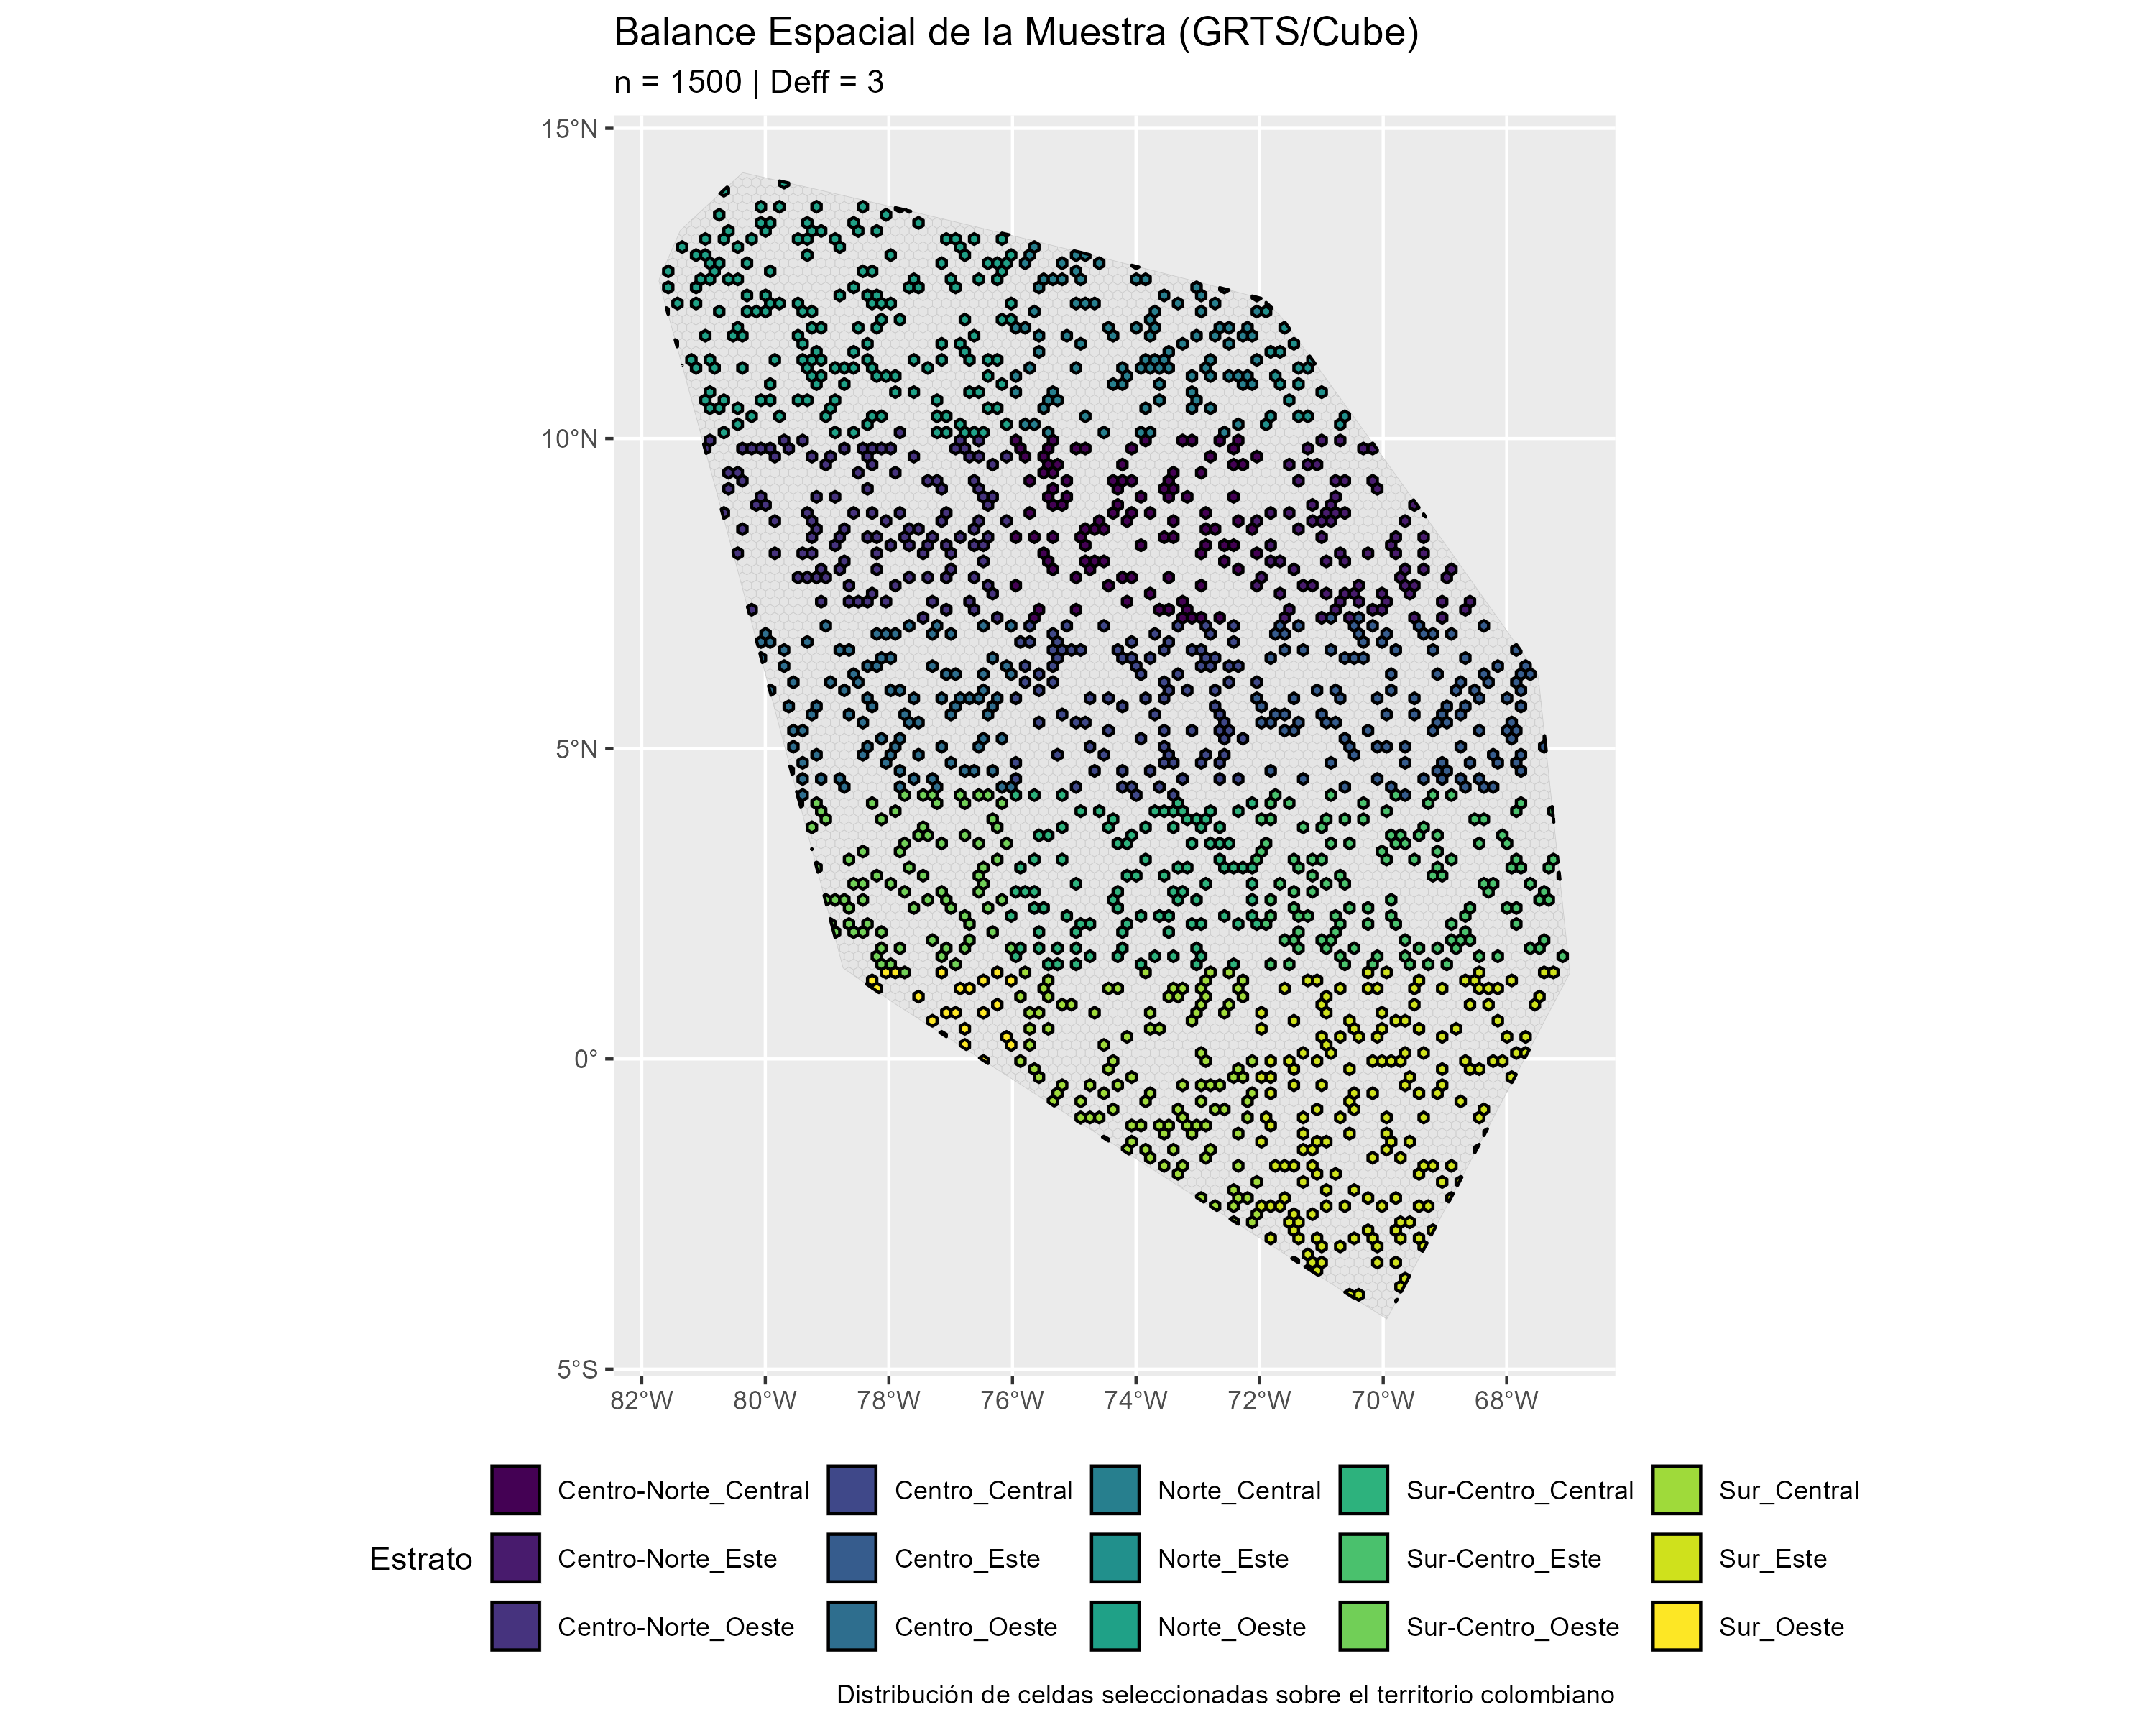 Balance Espacial de la Muestra (GRTS/Cube)
n = 1500 | Deff = 3
15°N
10°N
5°N
0°
5°S
82°W 80°W 78°W 76°W 74°W 72°W 70°W 68°W
Estrato
Centro-Norte_Central Centro_Central Norte_Central Sur-Centro_Central Sur_Central
Centro-Norte_Este Centro_Este Norte_Este Sur-Centro_Este Sur_Este
Centro-Norte_Oeste Centro_Oeste Norte_Oeste Sur-Centro_Oeste Sur_Oeste
Distribución de celdas seleccionadas sobre el territorio colombiano